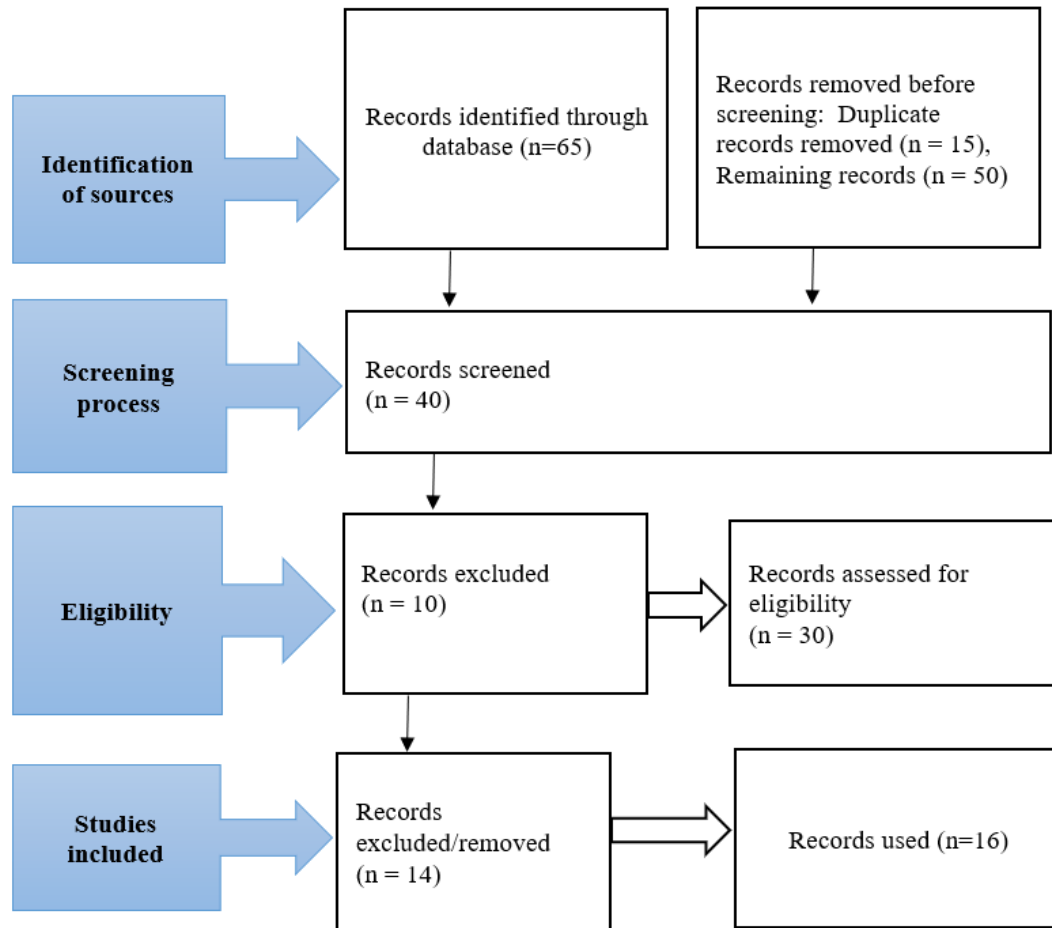 Identification
of sources
Records identified through
database (n=65)
Records removed before
screening:  Duplicate
records removed (n = 15),
Remaining records (n = 50)
Screening
process
Records screened
(n = 40)
Eligibility
Records excluded
(n = 10)
Records assessed for
eligibility
(n = 30)
Studies
included
Records
excluded/removed
(n = 14)
Records used (n=16)